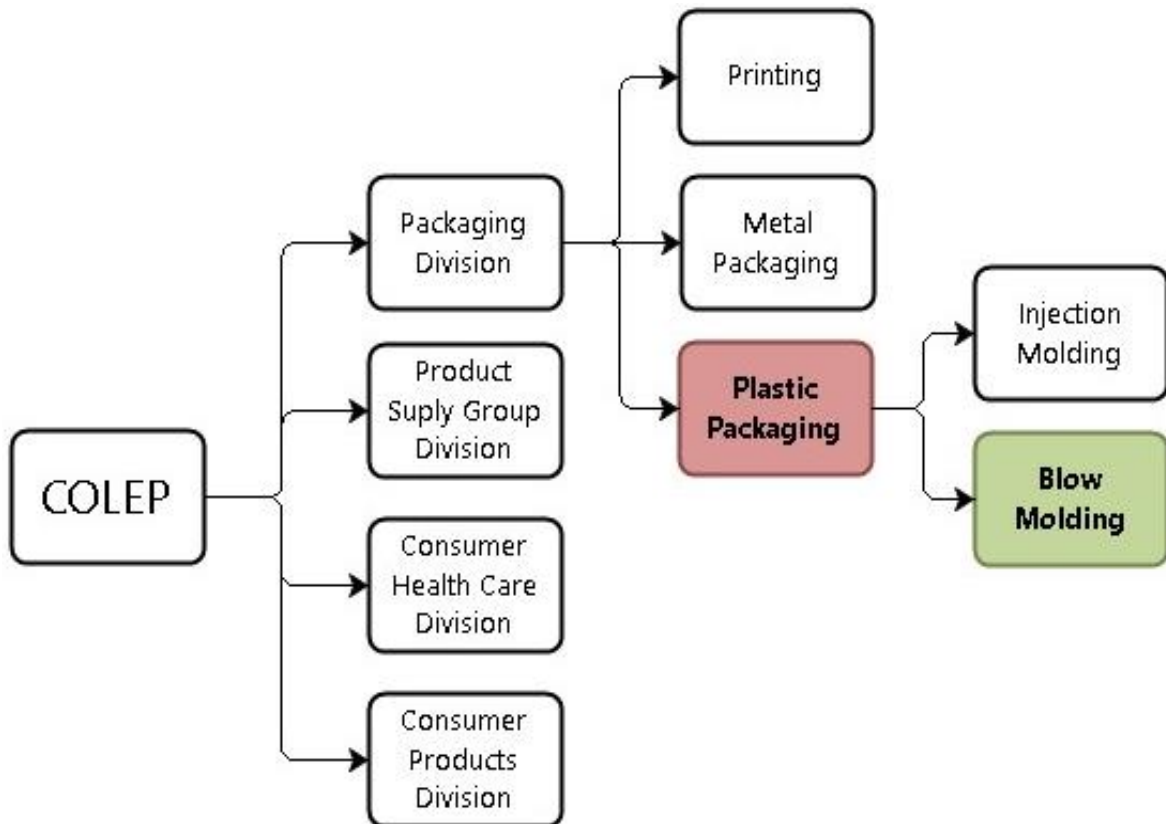 COLEP
Packaging
Division
Product
Suply Group
Division
Consumer
Health Care
Division
Consumer
Products
Division
Printing
Metal
Packaging
Plastic
Packaging
Injection
Molding
Blow
Molding